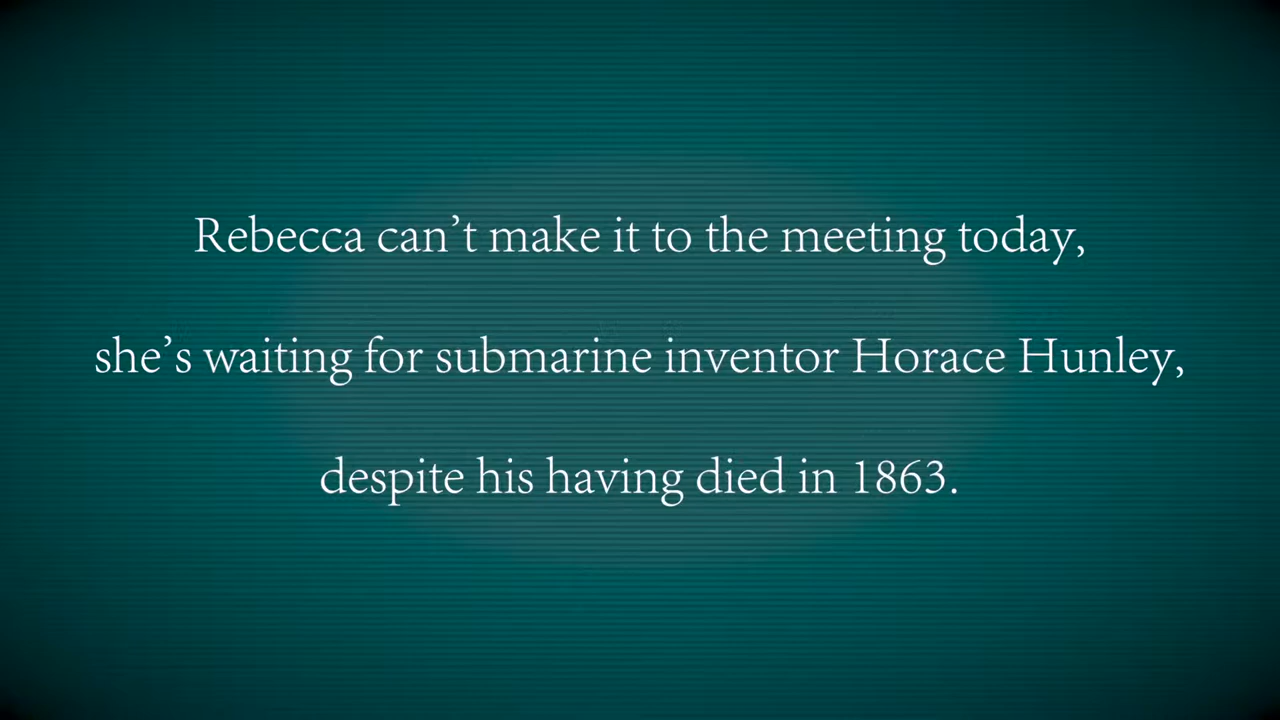 Rebecca can’t make it to the meeting today,
she’s waiting for submarine inventor Horace Hunley,
despite his having died in 1863.